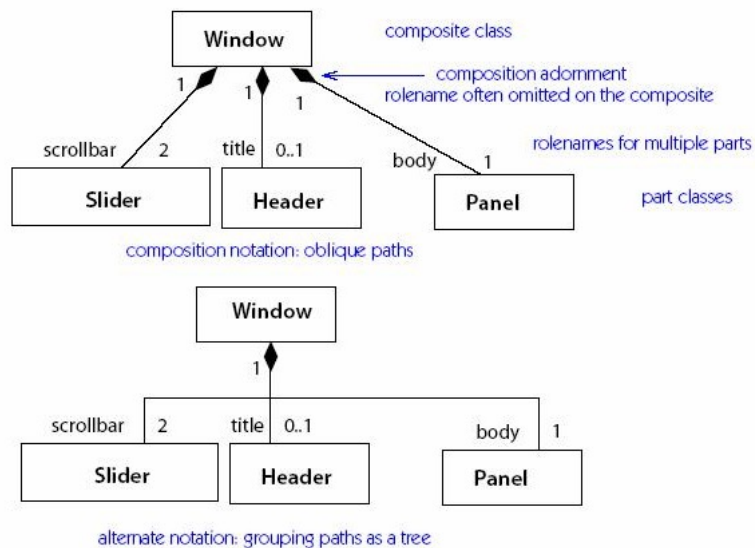 Window
composite class
1
1
1
composition adornment
rolename often omitted on the composite
rolenames for multiple parts
scrollbar
2
title
0..1
body
1
Slider
Header
Panel
part classes
composition notation: oblique paths
Window
1
scrollbar
2
title
0..1
body
1
Slider
Header
Panel
alternate notation: grouping paths as a tree